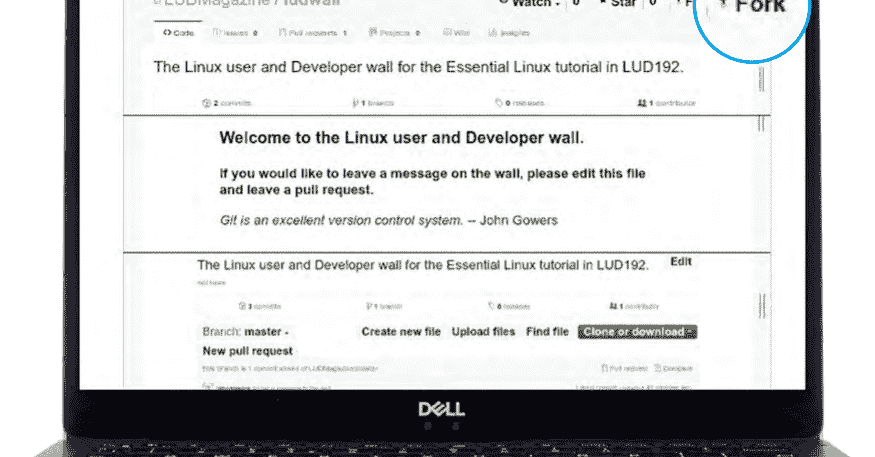 LUDMagazine / ludwall
Watch 0 Star 0 F Fork
Code Issues 0 Pull requests 1 Projects 0 Wiki Insights
The Linux user and Developer wall for the Essential Linux tutorial in LUD192.
2 commits 1 branch 0 releases 1 contributor
Welcome to the Linux user and Developer wall.
If you would like to leave a message on the wall, please edit this file
and leave a pull request.
Git is an excellent version control system. -- John Gowers
The Linux user and Developer wall for the Essential Linux tutorial in LUD192. Edit
3 commits 1 branch 0 releases 1 contributor
Branch: master
Create new file Upload files Find file Clone or download
New pull request
Pull request Compare
DELL